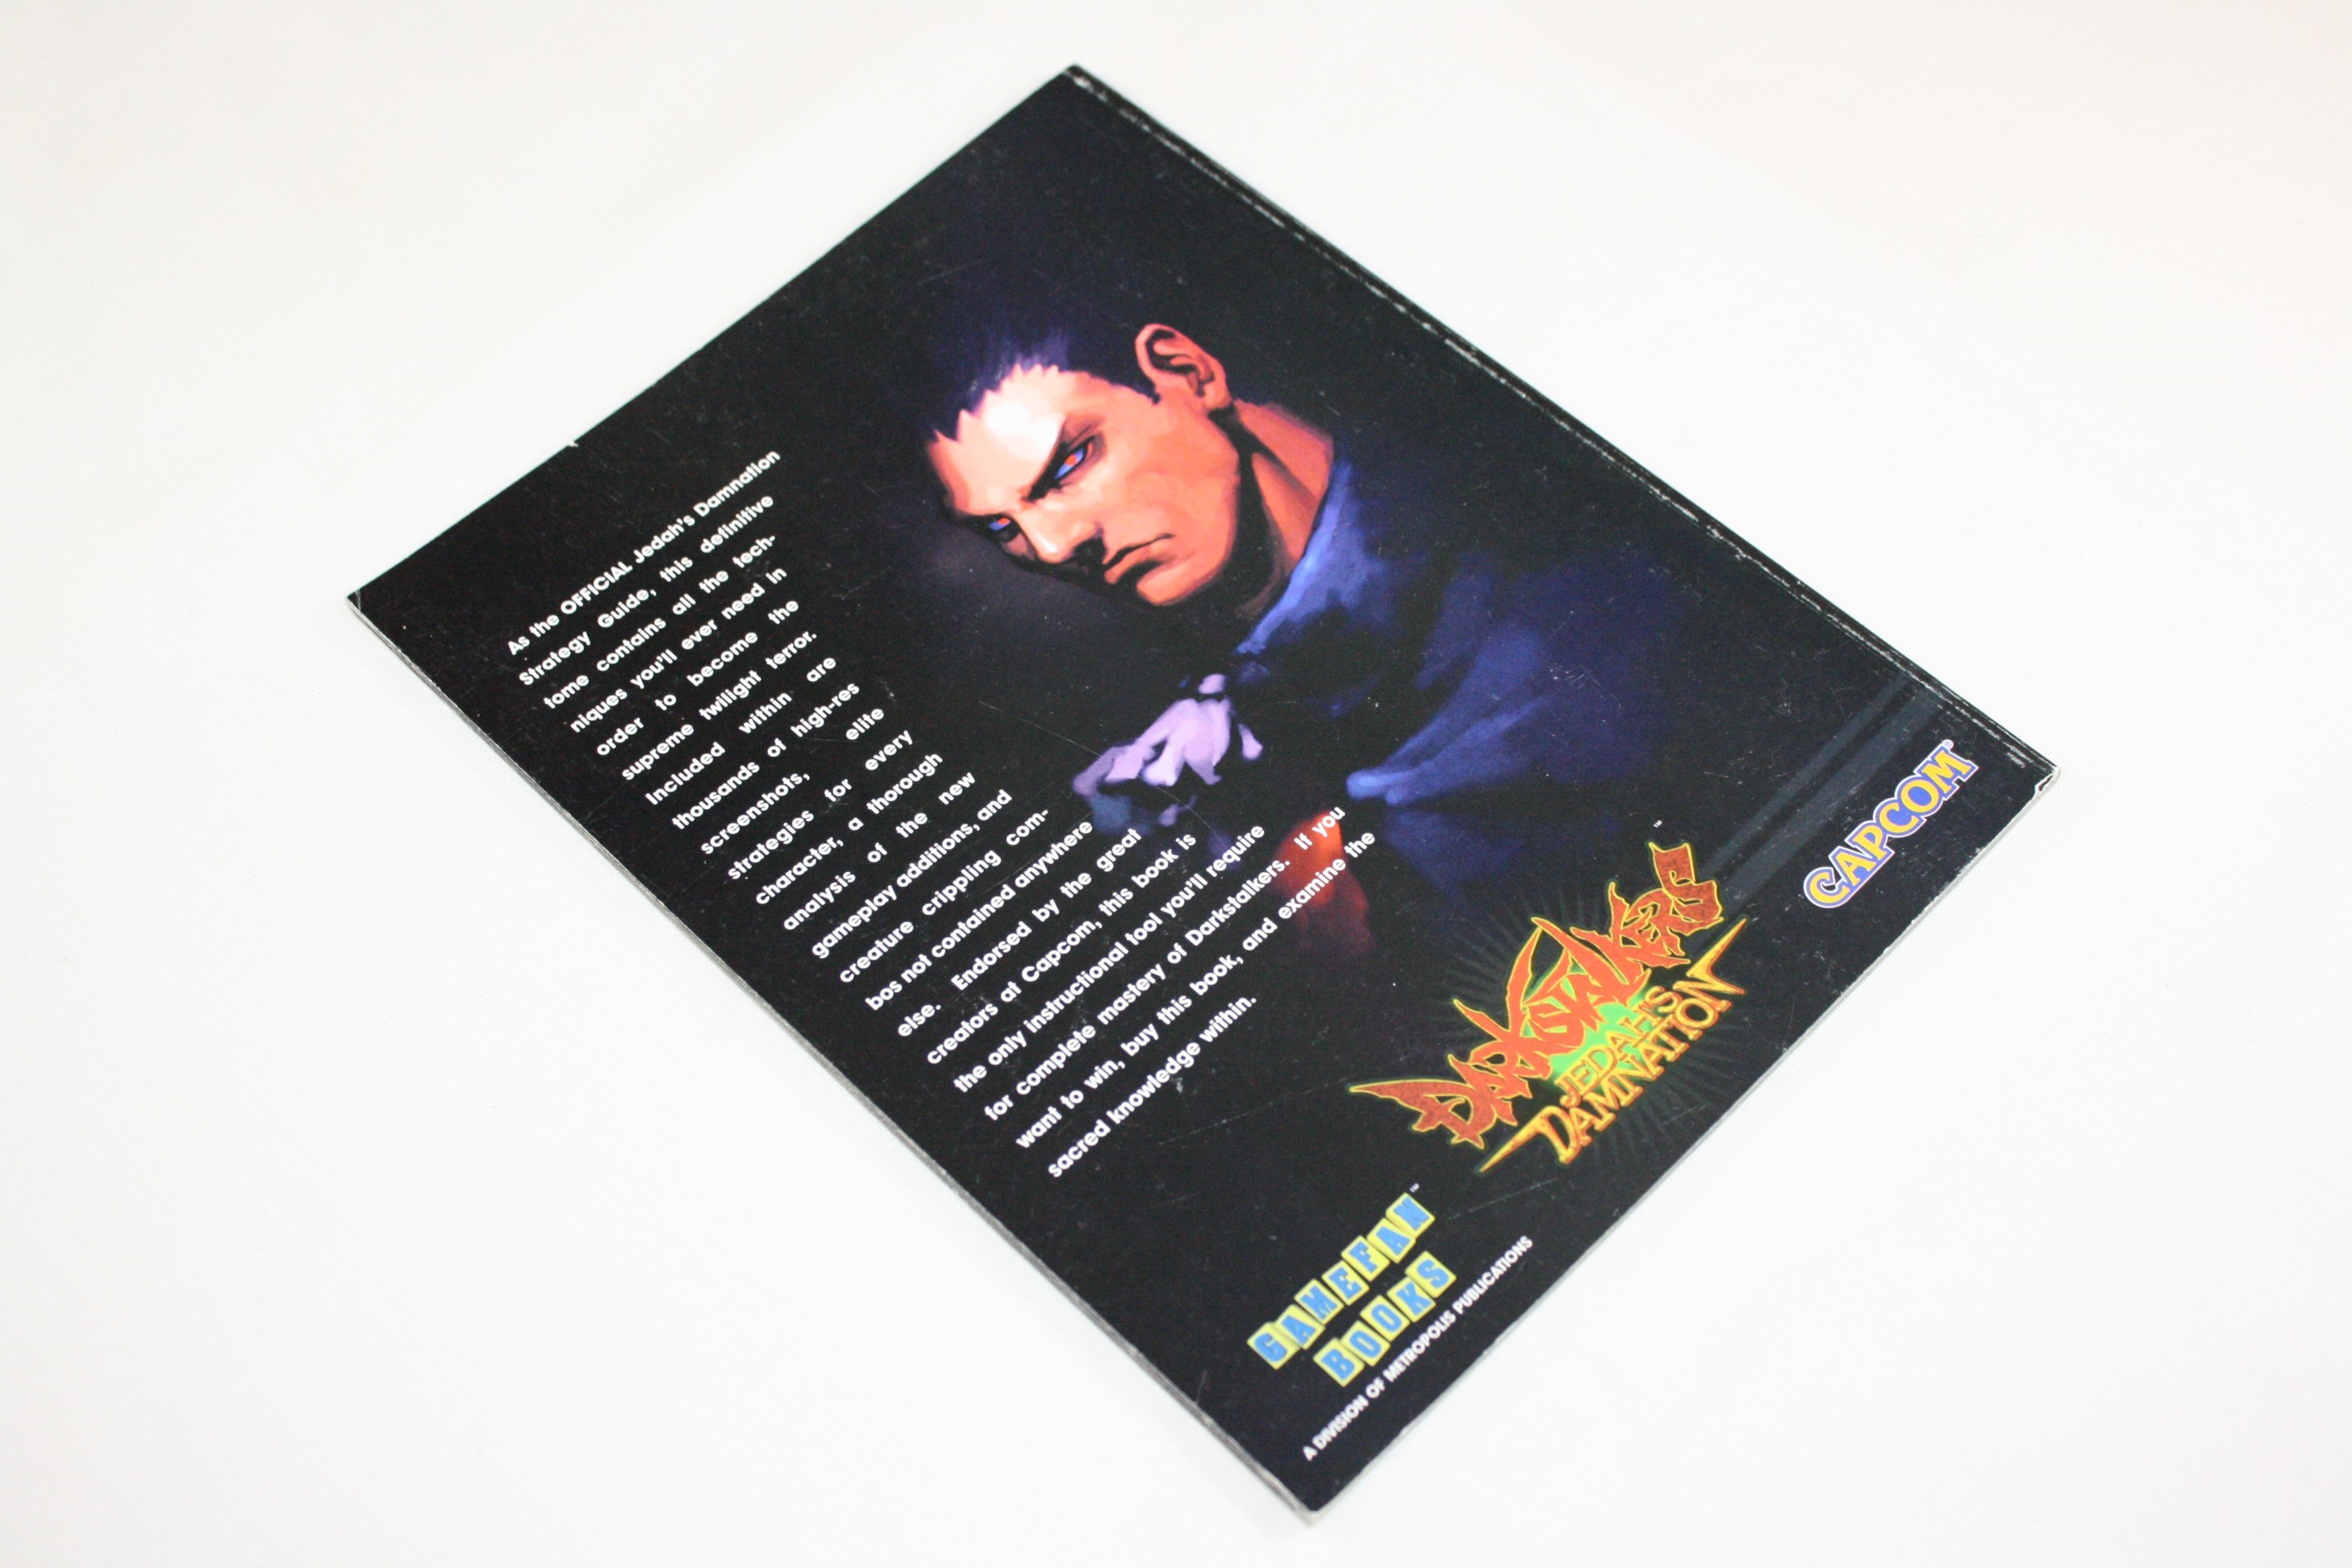 As the OFFICIAL Jedah's Damnation
Strategy Guide, this definitive
tome contains all the tech-
niques you'll ever need in
order to become the
supreme twilight terror.
Included within are
thousands of high-res
screenshots, elite
strategies for every
character, a thorough
analysis of the new
gameplay additions, and
creature crippling com-
bos not contained anywhere
else. Endorsed by the great
creators at Capcom, this book is
the only instructional tool you'll require
for complete mastery of Darkstalkers. If you
want to win, buy this book, and examine the
sacred knowledge within.
GAMEFAN™
BOOKS
A DIVISION OF METROPOLIS PUBLICATIONS
DARKSTALKERS™
JEDAH'S
DAMNATION
CAPCOM®